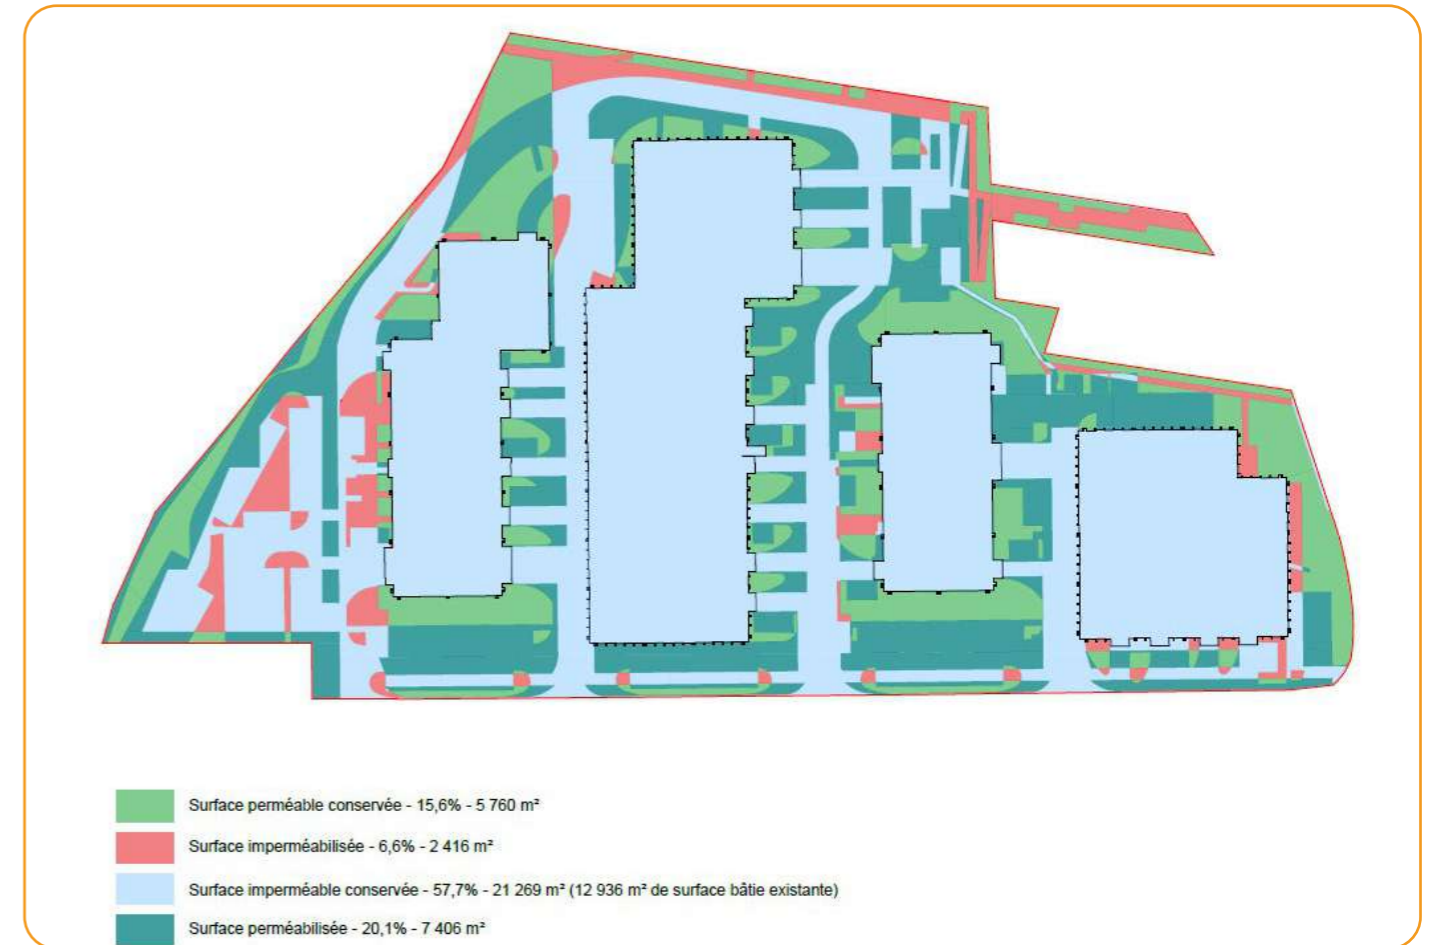 Surface perméable conservée - 15,6% - 5 760 m²
Surface imperméabilisée - 6,6% - 2 416 m²
Surface imperméable conservée - 57,7% - 21 269 m² (12 936 m² de surface bâtie existante)
Surface perméabilisée - 20,1% - 7 406 m²